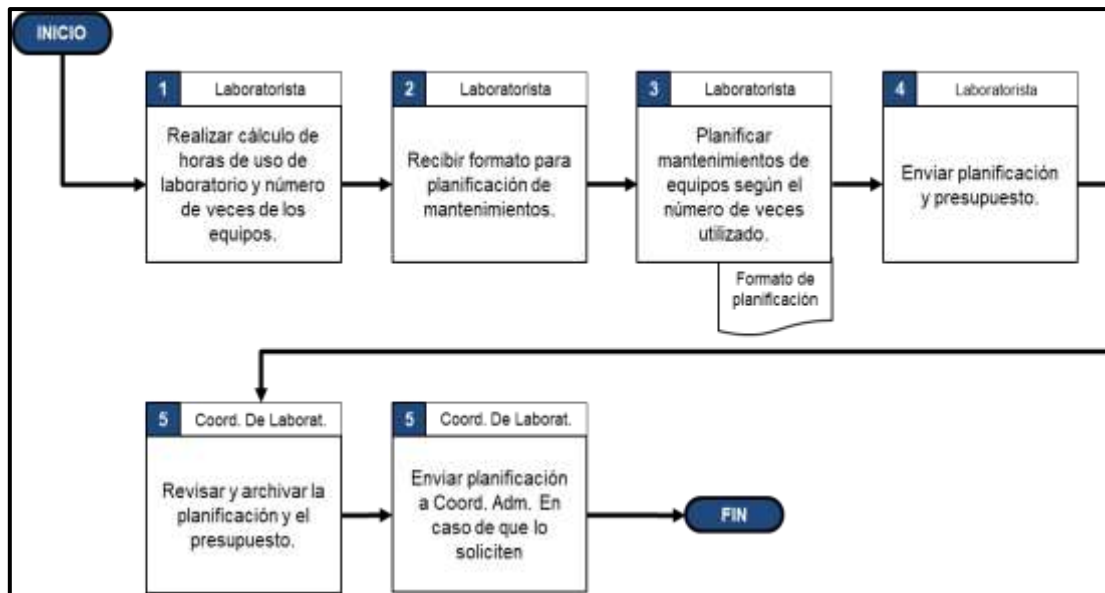 INICIO
1 Laboratorista
Realizar cálculo de
horas de uso de
laboratorio y número
de veces de los
equipos.
2 Laboratorista
Recibir formato para
planificación de
mantenimientos.
3 Laboratorista
Planificar
mantenimientos de
equipos según el
número de veces
utilizado.
Formato de
planificación
4 Laboratorista
Enviar planificación
y presupuesto.
5 Coord. De Laborat.
Revisar y archivar la
planificación y el
presupuesto.
5 Coord. De Laborat.
Enviar planificación
a Coord. Adm. En
caso de que lo
soliciten
FIN